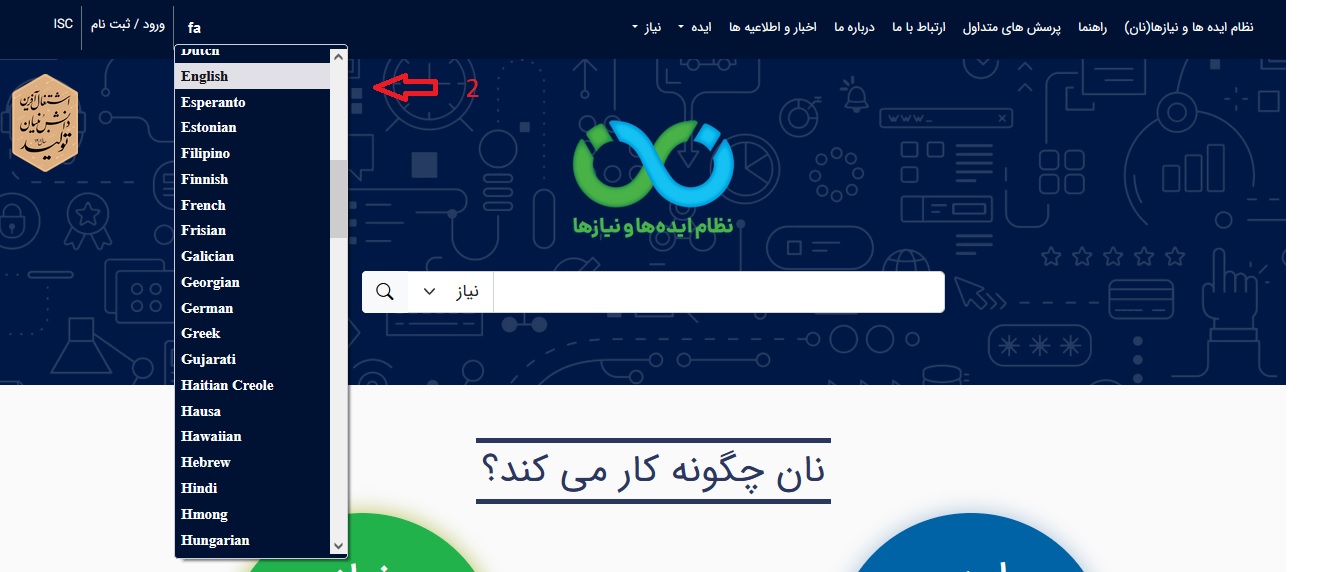 نظام ایده ها و نیازها(نان) راهنما پرسش های متداول ارتباط با ما درباره ما اخبار و اطلاعیه ها ایده نیاز
fa
ورود / ثبت نام
ISC
Dutch
English
Esperanto
Estonian
Filipino
Finnish
French
Frisian
Galician
Georgian
German
Greek
Gujarati
Haitian Creole
Hausa
Hawaiian
Hebrew
Hindi
Hmong
Hungarian
2
تولید
دانش بنیان
اشتغال آفرین
www_
نظام ایده‌ها و نیازها
نیاز
نان چگونه کار می کند؟